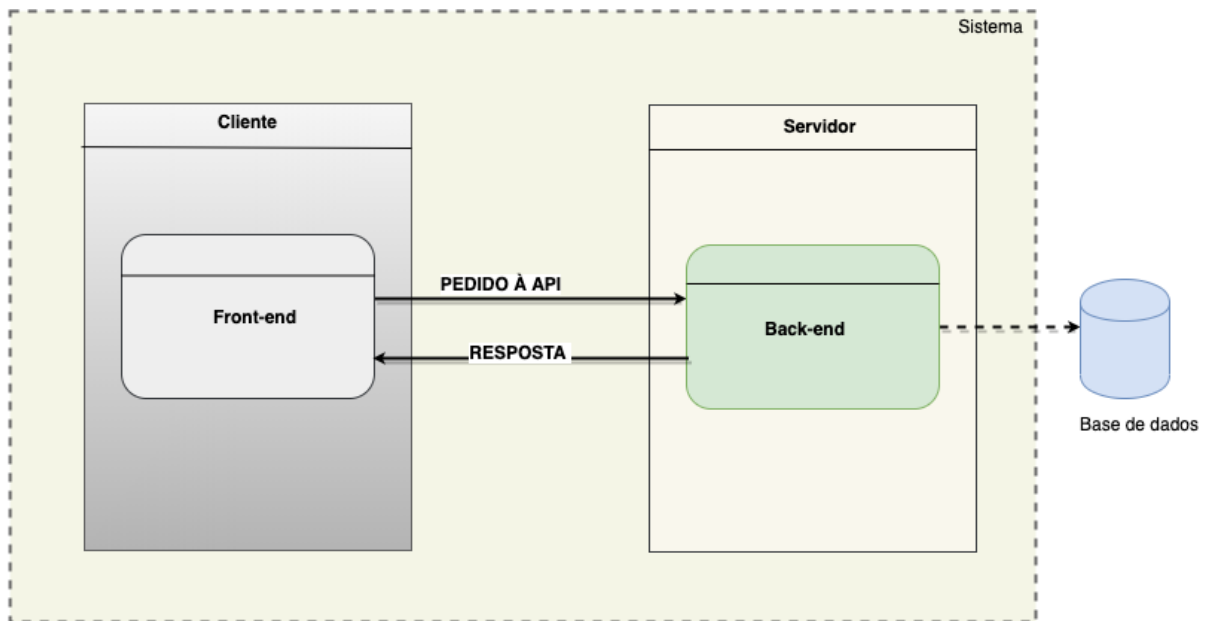 Sistema
Cliente
Servidor
PEDIDO À API
Front-end
Back-end
RESPOSTA
Base de dados